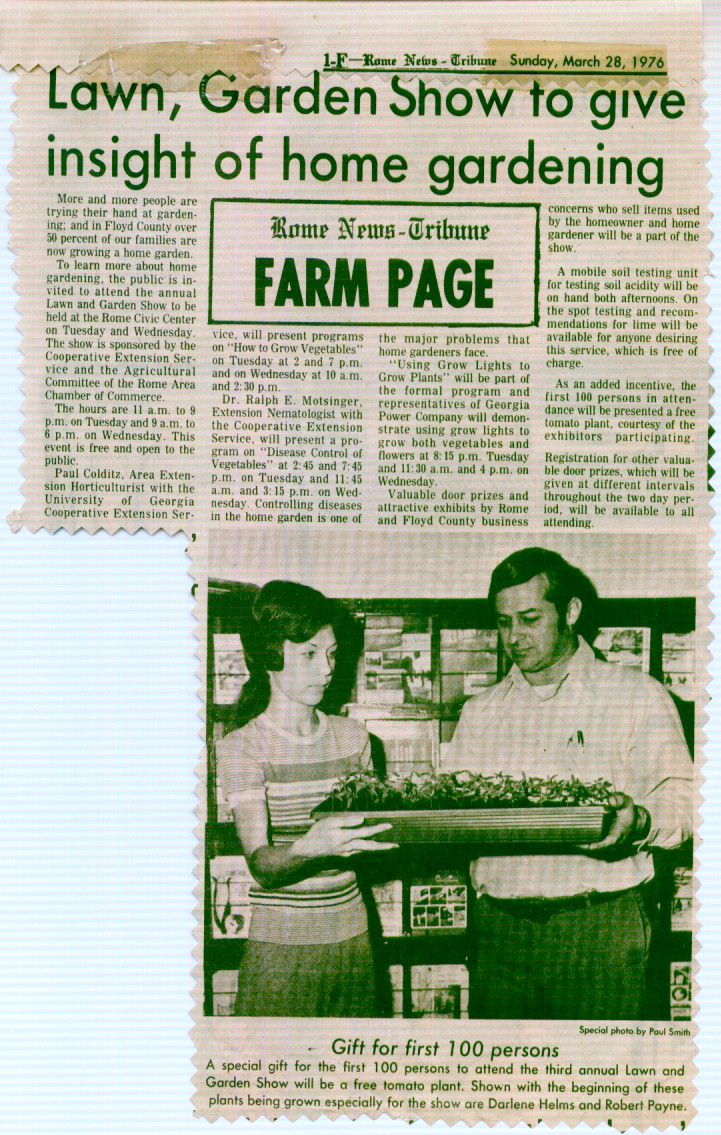 1-F—Rome News - Tribune Sunday, March 28, 1976
Lawn, Garden Show to give
insight of home gardening
More and more people are
trying their hand at garden-
ing; and in Floyd County over
50 percent of our families are
now growing a home garden.
To learn more about home
gardening, the public is in-
vited to attend the annual
Lawn and Garden Show to be
held at the Rome Civic Center
on Tuesday and Wednesday.
The show is sponsored by the
Cooperative Extension Ser-
vice and the Agricultural
Committee of the Rome Area
Chamber of Commerce.
The hours are 11 a.m. to 9
p.m. on Tuesday and 9 a.m. to
6 p.m. on Wednesday. This
event is free and open to the
public.
Paul Colditz, Area Exten-
sion Horticulturist with the
University of Georgia
Cooperative Extension Ser-
Rome News-Tribune
FARM PAGE
vice, will present programs
on "How to Grow Vegetables"
on Tuesday at 2 and 7 p.m.
and on Wednesday at 10 a.m.
and 2:30 p.m.
Dr. Ralph E. Motsinger,
Extension Nematologist with
the Cooperative Extension
Service, will present a pro-
gram on "Disease Control of
Vegetables" at 2:45 and 7:45
p.m. on Tuesday and 11:45
a.m. and 3:15 p.m. on Wed-
nesday. Controlling diseases
in the home garden is one of
the major problems that
home gardeners face.
"Using Grow Lights to
Grow Plants" will be part of
the formal program and
representatives of Georgia
Power Company will demon-
strate using grow lights to
grow both vegetables and
flowers at 8:15 p.m. Tuesday
and 11:30 a.m. and 4 p.m. on
Wednesday.
Valuable door prizes and
attractive exhibits by Rome
and Floyd County business
concerns who sell items used
by the homeowner and home
gardener will be a part of the
show.
A mobile soil testing unit
for testing soil acidity will be
on hand both afternoons. On
the spot testing and recom-
mendations for lime will be
available for anyone desiring
this service, which is free of
charge.
As an added incentive, the
first 100 persons in atten-
dance will be presented a free
tomato plant, courtesy of the
exhibitors participating.
Registration for other valua-
ble door prizes, which will be
given at different intervals
throughout the two day per-
iod, will be available to all
attending.
Special photo by Paul Smith
Gift for first 100 persons
A special gift for the first 100 persons to attend the third annual Lawn and
Garden Show will be a free tomato plant. Shown with the beginning of these
plants being grown especially for the show are Darlene Helms and Robert Payne.